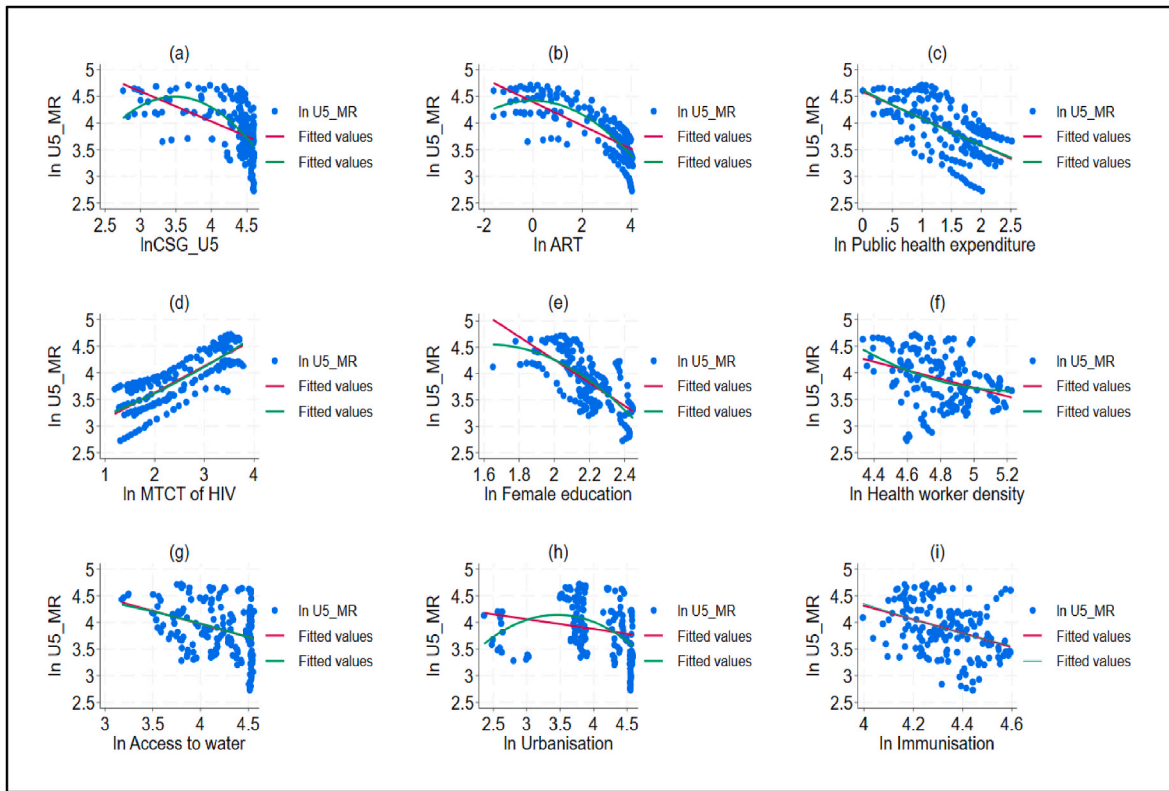 (a)
ln U5_MR
5
4.5
4
3.5
3
2.5
2.5 3 3.5 4 4.5
lnCSG_U5
ln U5_MR
Fitted values
Fitted values
(b)
ln U5_MR
5
4.5
4
3.5
3
2.5
-2 0 2 4
ln ART
ln U5_MR
Fitted values
Fitted values
(c)
ln U5_MR
5
4.5
4
3.5
3
2.5
0 .5 1 1.5 2 2.5
ln Public health expenditure
ln U5_MR
Fitted values
Fitted values
(d)
ln U5_MR
5
4.5
4
3.5
3
2.5
1 2 3 4
ln MTCT of HIV
ln U5_MR
Fitted values
Fitted values
(e)
ln U5_MR
5
4.5
4
3.5
3
2.5
1.6 1.8 2 2.2 2.4
ln Female education
ln U5_MR
Fitted values
Fitted values
(f)
ln U5_MR
5
4.5
4
3.5
3
2.5
4.4 4.6 4.8 5 5.2
ln Health worker density
ln U5_MR
Fitted values
Fitted values
(g)
ln U5_MR
5
4.5
4
3.5
3
2.5
3 3.5 4 4.5
ln Access to water
ln U5_MR
Fitted values
Fitted values
(h)
ln U5_MR
5
4.5
4
3.5
3
2.5
2.5 3 3.5 4 4.5
ln Urbanisation
ln U5_MR
Fitted values
Fitted values
(i)
ln U5_MR
5
4.5
4
3.5
3
2.5
4 4.2 4.4 4.6
ln Immunisation
ln U5_MR
Fitted values
Fitted values